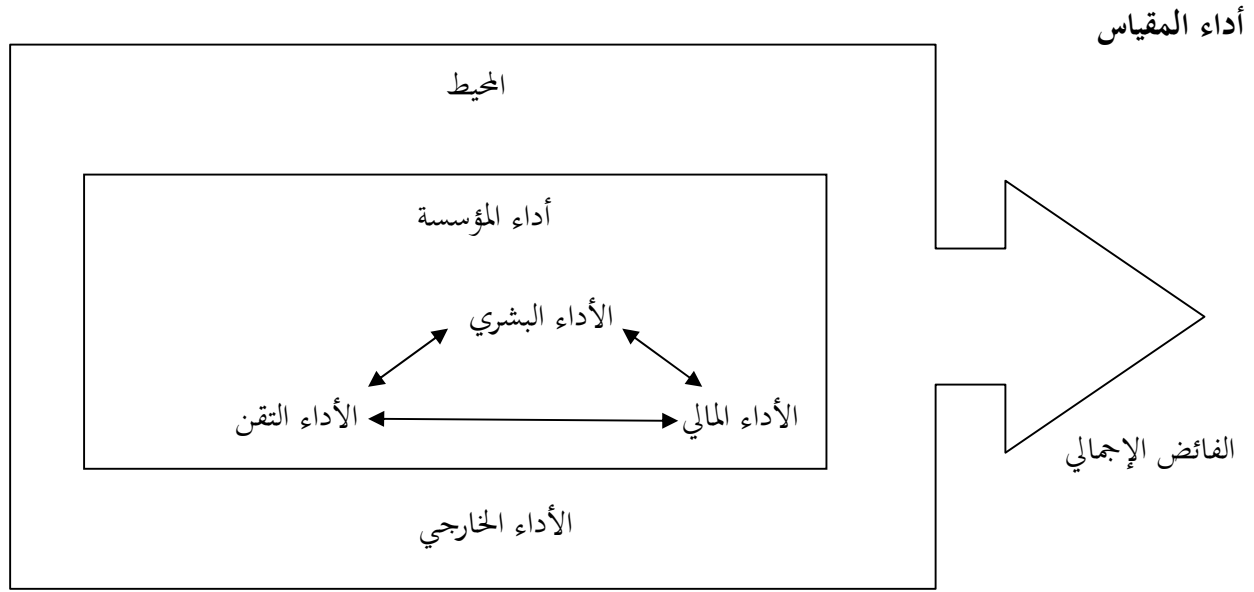 أداء المقياس
المحيط
أداء المؤسسة
الأداء البشري
الأداء المالي
الأداء التقن
الفائض الإجمالي
الأداء الخارجي